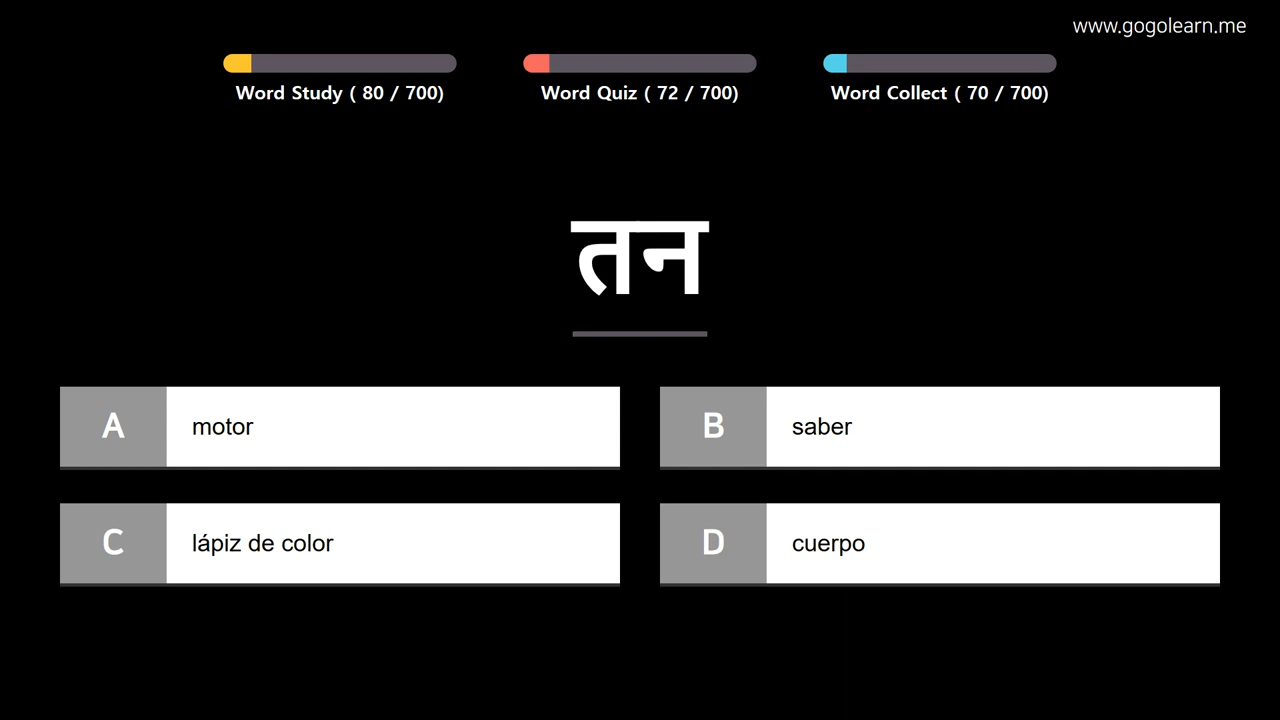 www.gogolearn.me
Word Study ( 80 / 700)
Word Quiz ( 72 / 700)
Word Collect ( 70 / 700)
तन
A motor
B saber
C lápiz de color
D cuerpo